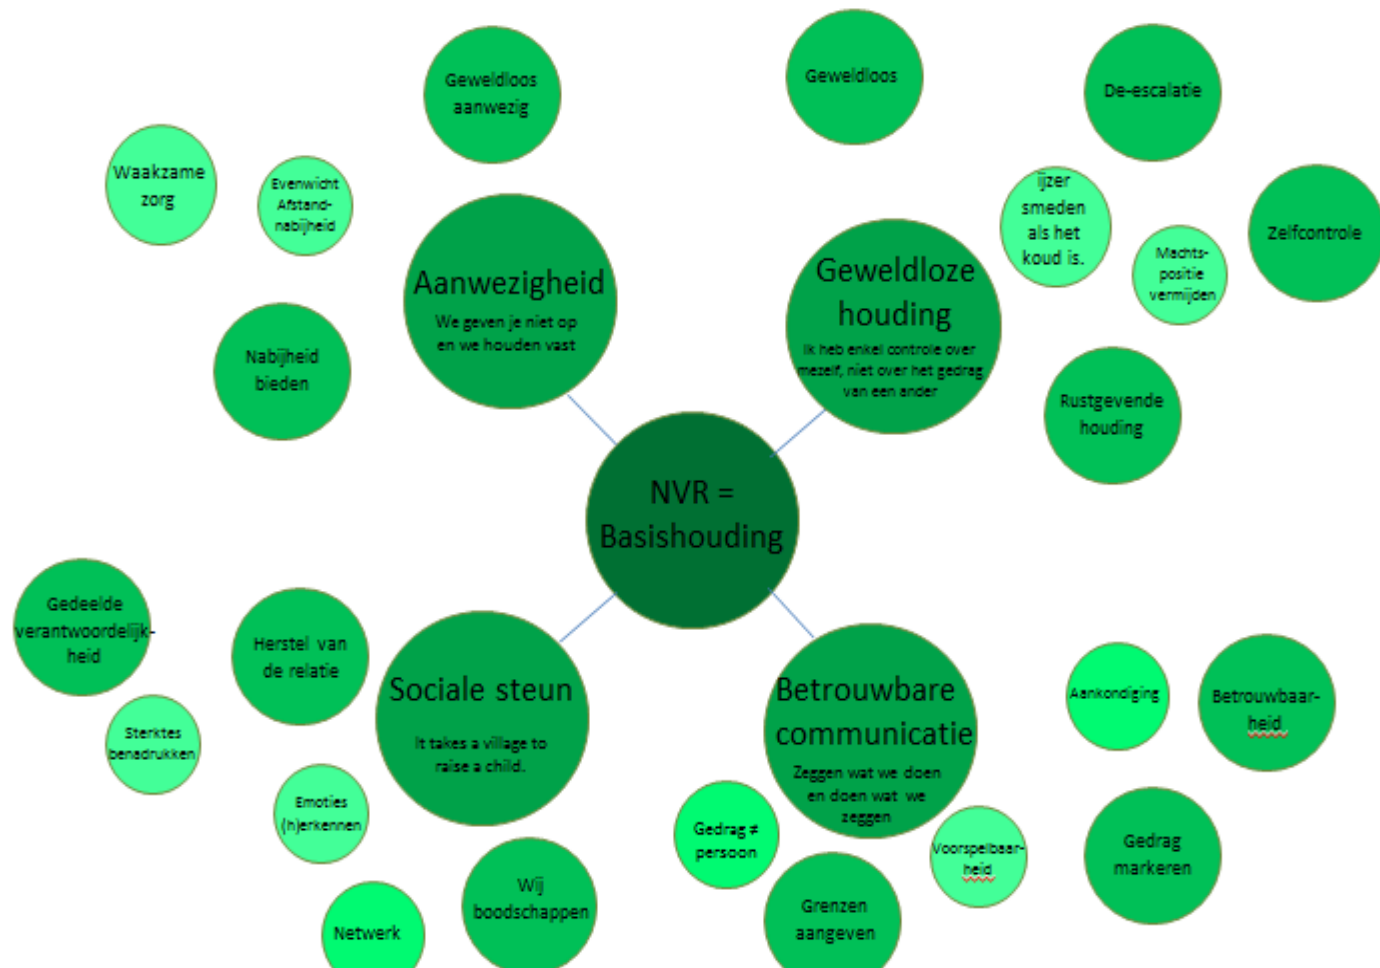 Geweldloos
aanwezig
Geweldloos
De-escalatie
Waakzame
zorg
Evenwicht
Afstand-
nabijheid
ijzer
smeden
als het
koud is.
Zelfcontrole
Machts-
positie
vermijden
Aanwezigheid
We geven je niet op
en we houden vast
Geweldloze
houding
Ik heb enkel controle over
mezelf, niet over het gedrag
van een ander
Nabijheid
bieden
Rustgevende
houding
NVR =
Basishouding
Gedeelde
verantwoordelijk-
heid
Herstel van
de relatie
Sociale steun
It takes a village to
raise a child.
Betrouwbare
communicatie
Zeggen wat we doen
en doen wat we
zeggen
Aankondiging
Betrouwbaar-
heid
Sterktes
benadrukken
Emoties
(h)erkennen
Gedrag ≠
persoon
Voorspelbaar-
heid
Gedrag
markeren
Wij
boodschappen
Grenzen
aangeven
Netwerk